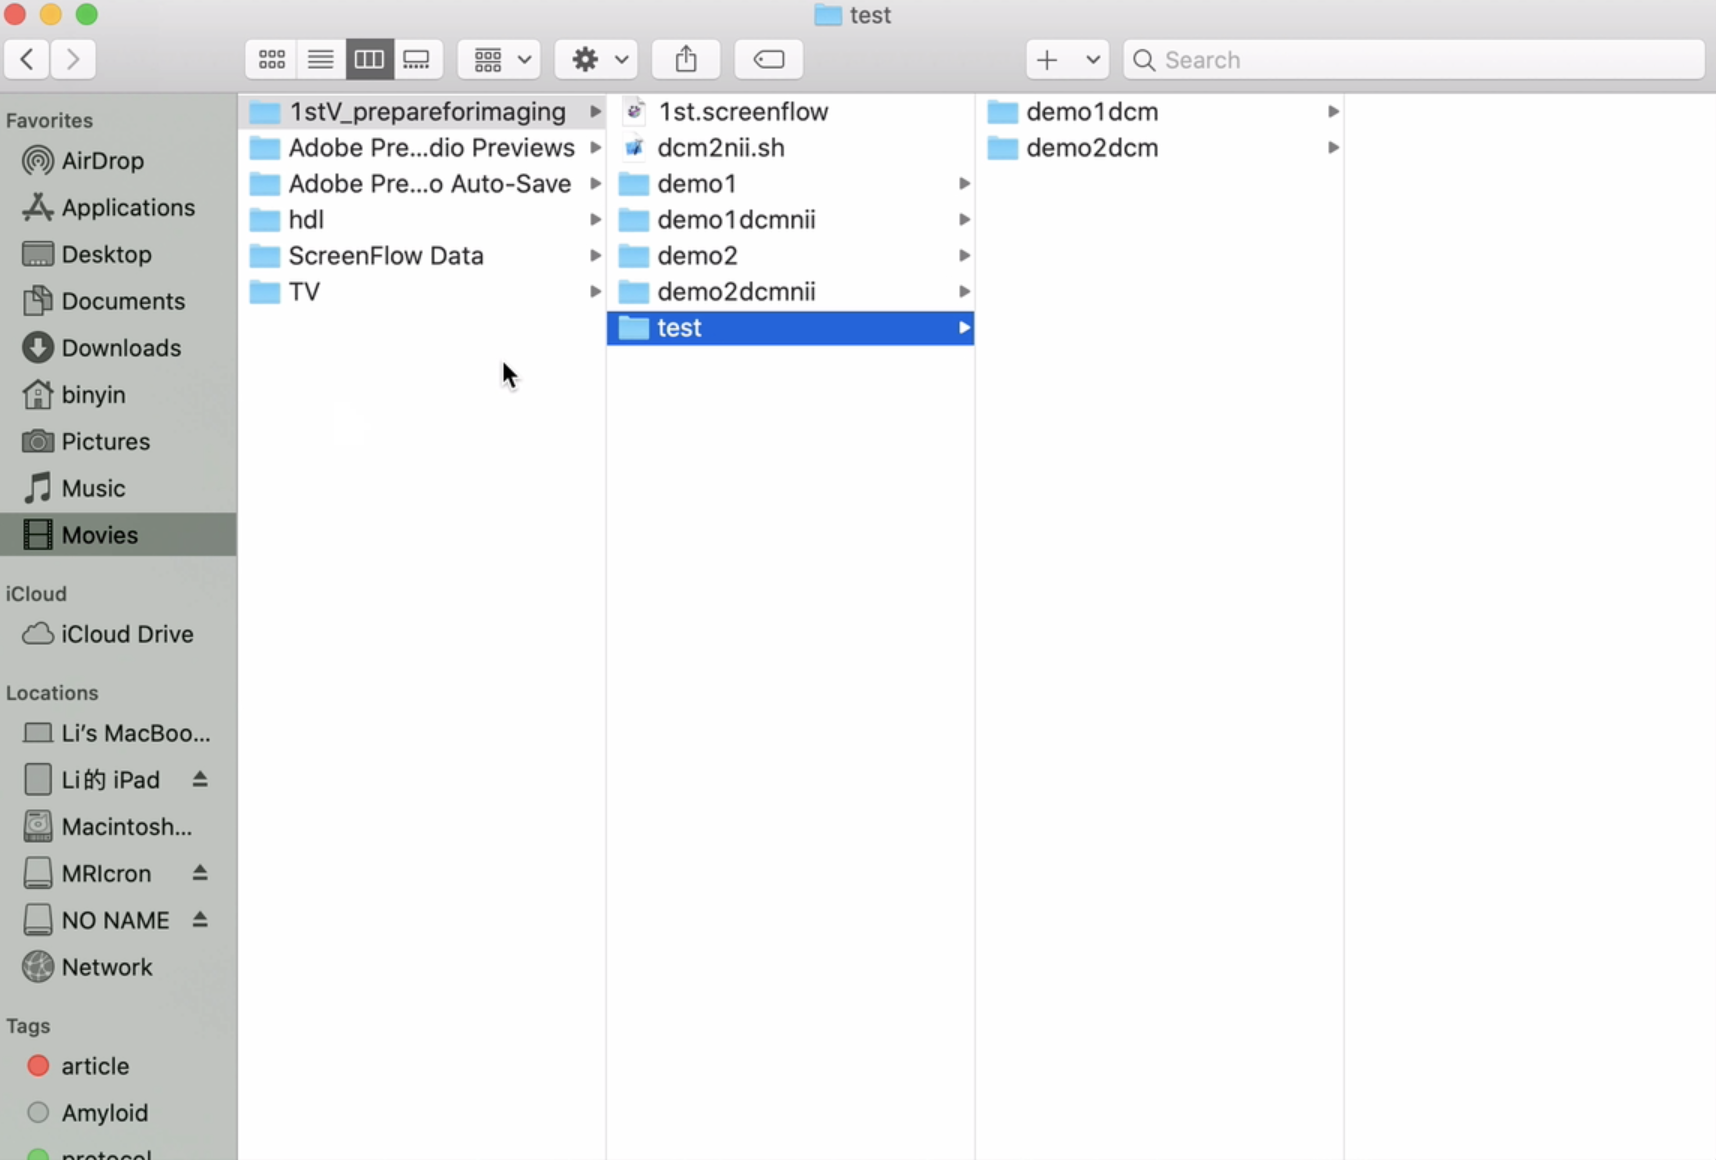 test
Search
Favorites
AirDrop
Applications
Desktop
Documents
Downloads
binyin
Pictures
Music
Movies
iCloud
iCloud Drive
Locations
Li's MacBoo...
Li的 iPad
Macintosh...
MRIcron
NO NAME
Network
Tags
article
Amyloid
protocol
1stV_prepareforimaging
Adobe Pre...dio Previews
Adobe Pre...o Auto-Save
hdl
ScreenFlow Data
TV
1st.screenflow
dcm2nii.sh
demo1
demo1dcmnii
demo2
demo2dcmnii
test
demo1dcm
demo2dcm